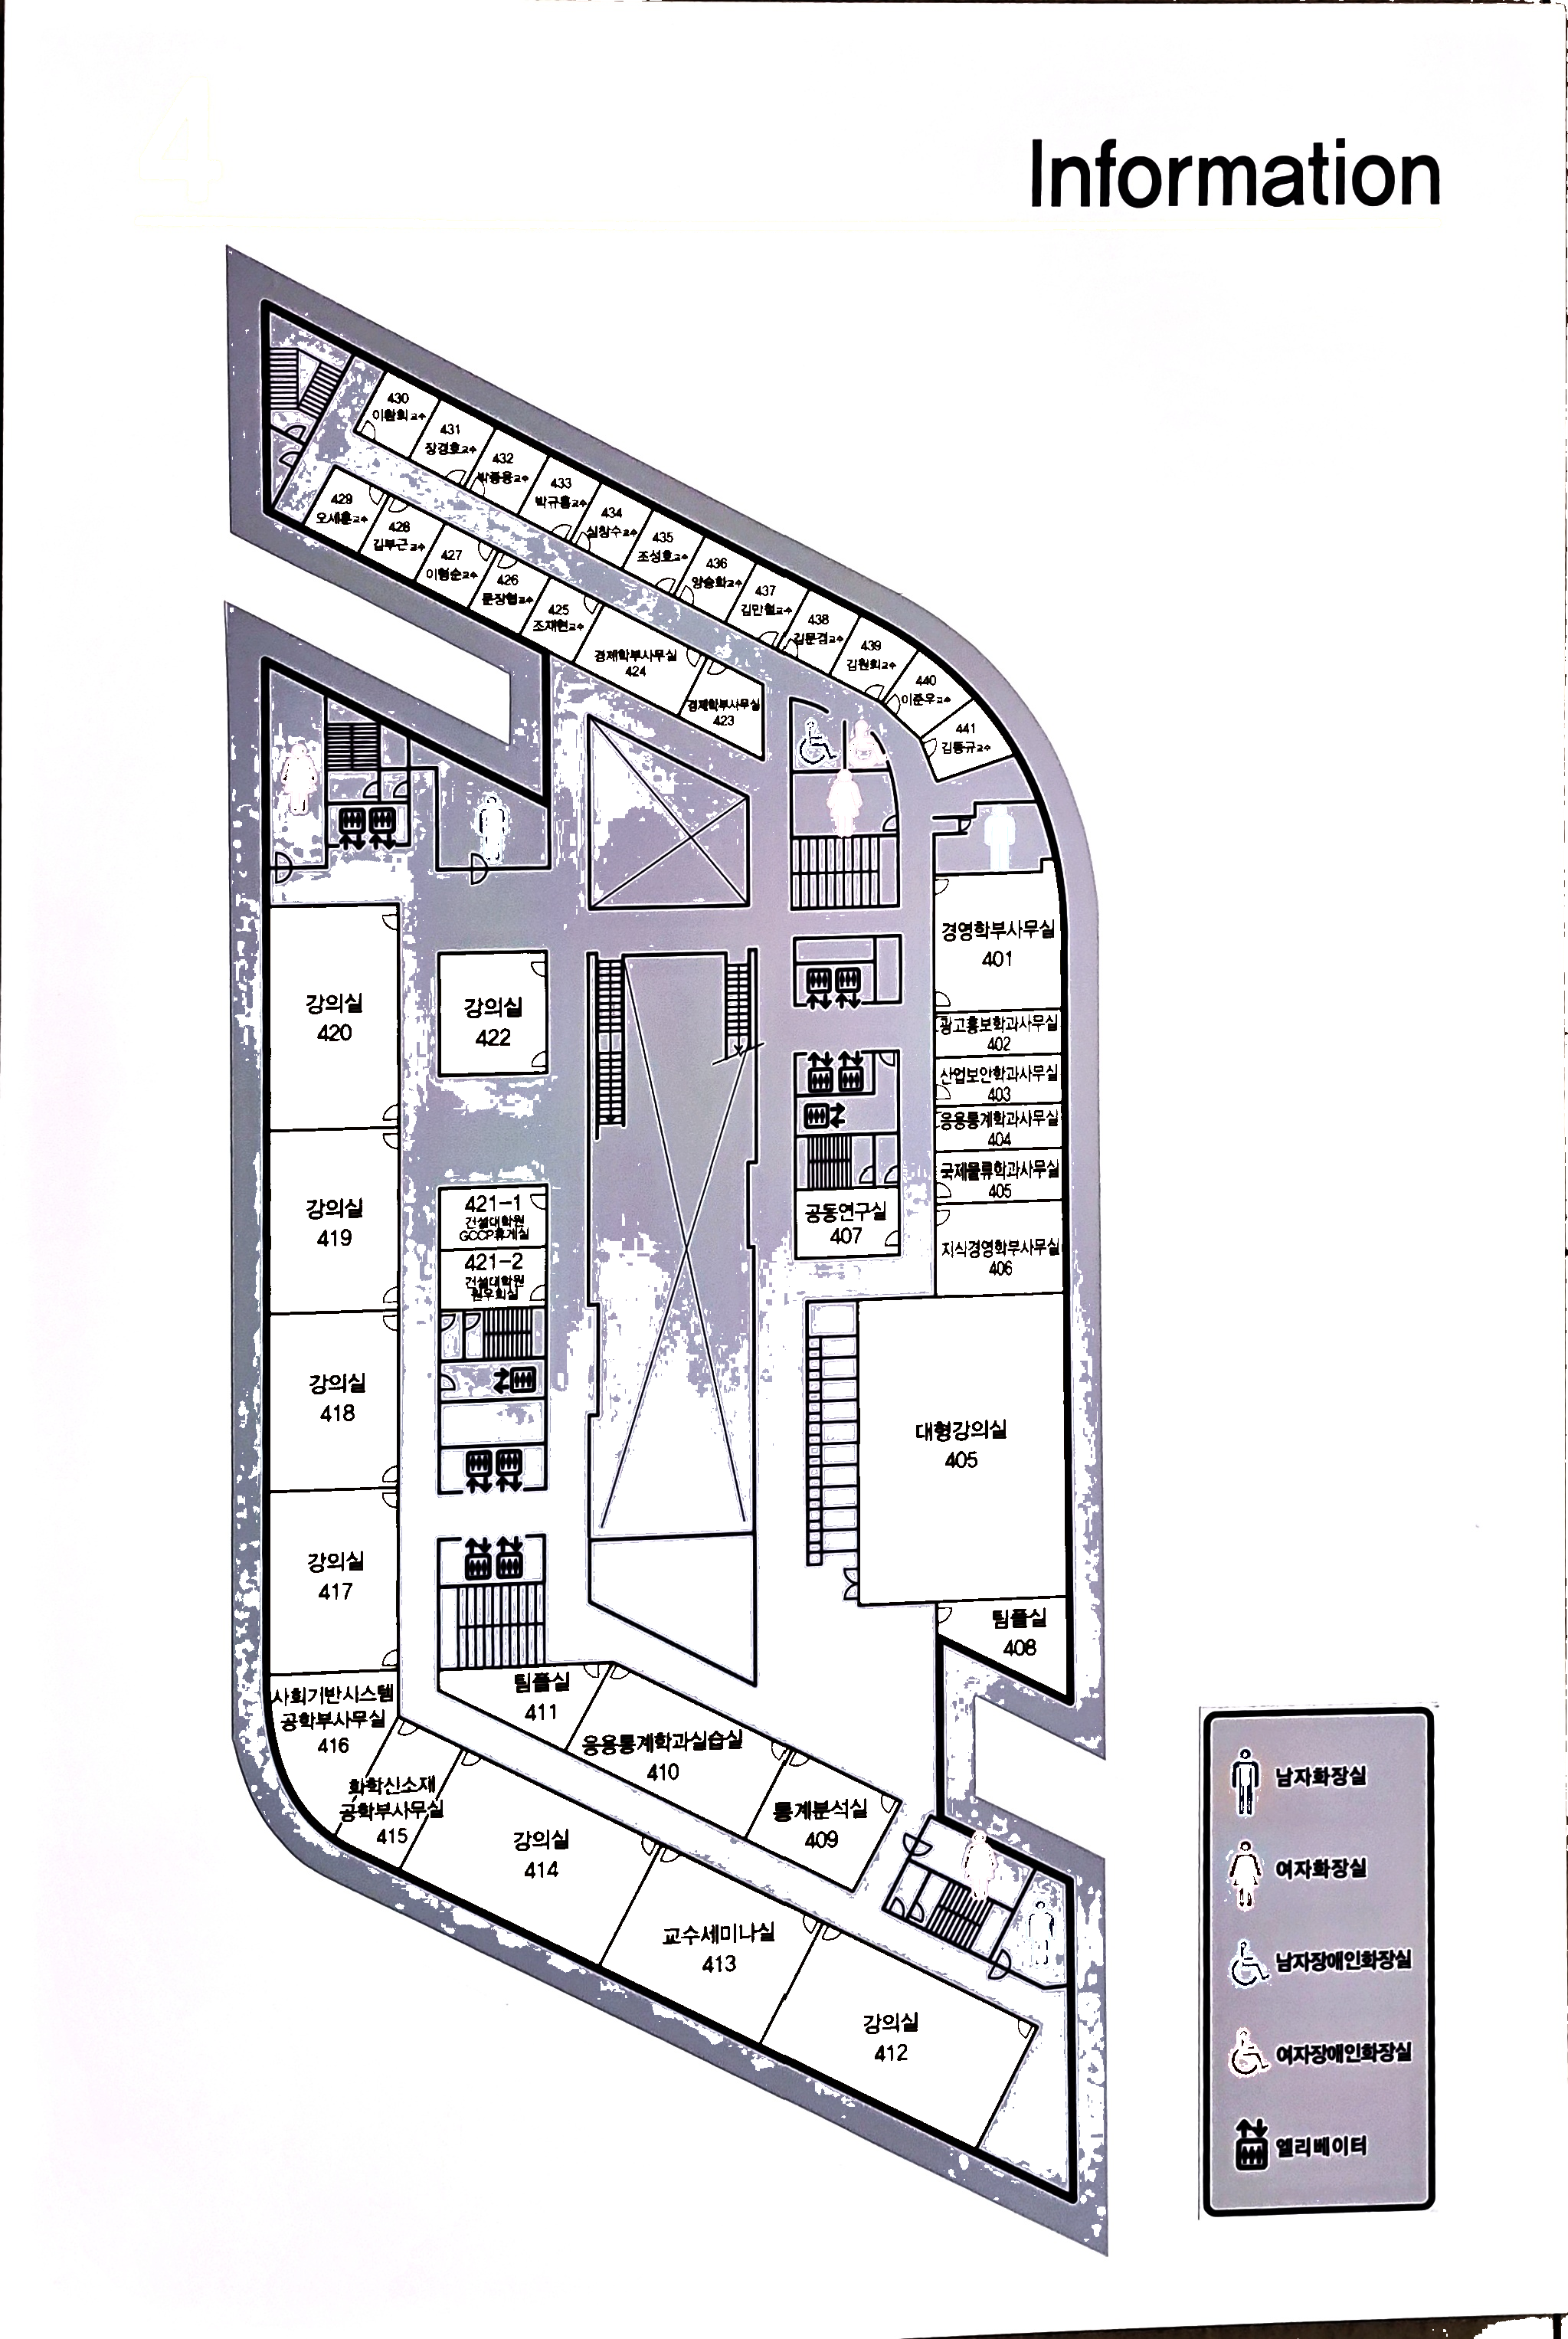 4
Information
430
이환희 교수
431
장경호교수
432
박종용교수
433
박규홍교수
434
심창수교수
435
조성호교수
436
양승학교수
437
김민철교수
438
김문겸교수
439
김원희교수
440
이준우교수
441
김동규교수
429
오세훈교수
428
김부근교수
427
이형순교수
426
문장협교수
425
조재현교수
경제학부사무실
424
경제학부사무실
423
경영학부사무실
401
광고홍보학과사무실
402
산업보안학과사무실
403
응용통계학과사무실
404
국제물류학과사무실
405
지식경영학부사무실
406
강의실
420
강의실
422
강의실
419
421-1
건설대학원
GCCP휴게실
421-2
건설대학원
원우회실
공동연구실
407
강의실
418
대형강의실
405
강의실
417
팀플실
408
사회기반시스템
공학부사무실
416
팀플실
411
응용통계학과실습실
410
통계분석실
409
화학신소재
공학부사무실
415
강의실
414
교수세미나실
413
강의실
412
남자화장실
여자화장실
남자장애인화장실
여자장애인화장실
엘리베이터